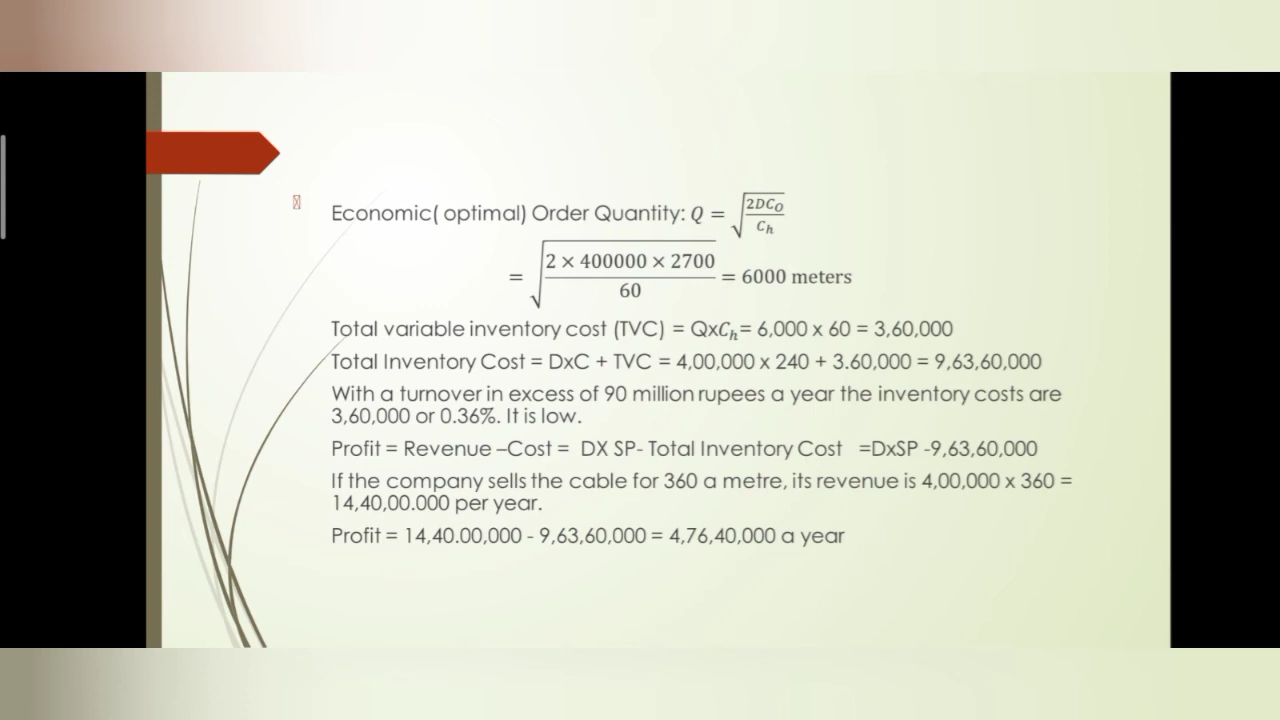 Economic( optimal) Order Quantity: Q = √(2DC_O / C_h)
= √(2 × 400000 × 2700 / 60) = 6000 meters
Total variable inventory cost (TVC) = QxC_h= 6,000 x 60 = 3,60,000
Total Inventory Cost = DxC + TVC = 4,00,000 x 240 + 3.60,000 = 9,63,60,000
With a turnover in excess of 90 million rupees a year the inventory costs are
3,60,000 or 0.36%. It is low.
Profit = Revenue –Cost = DX SP- Total Inventory Cost =DxSP -9,63,60,000
If the company sells the cable for 360 a metre, its revenue is 4,00,000 x 360 =
14,40,00.000 per year.
Profit = 14,40.00,000 - 9,63,60,000 = 4,76,40,000 a year